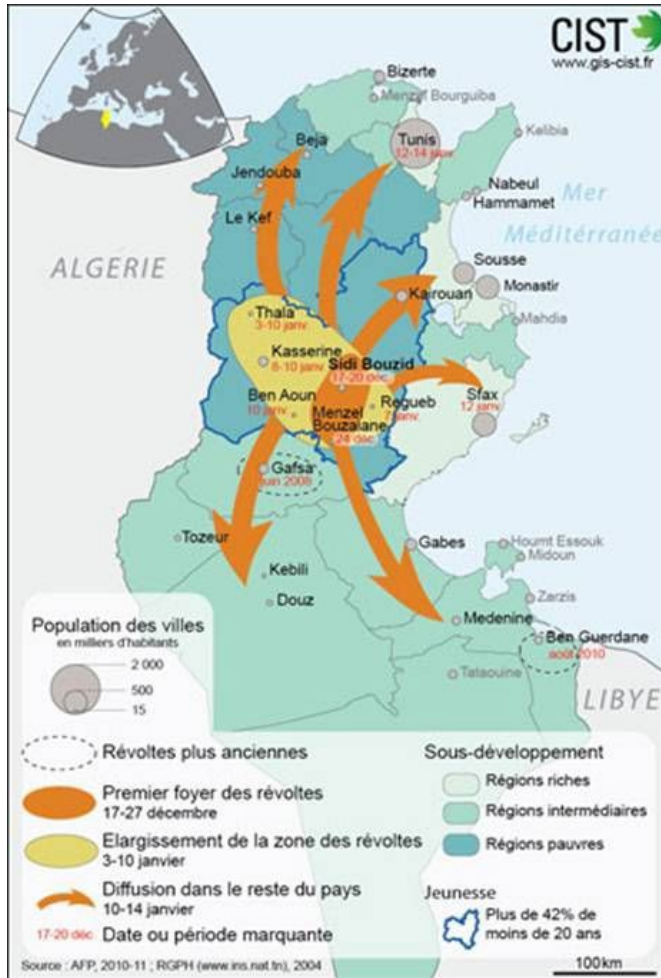 CIST
www.gis-cist.fr
Bizerte
Menzel Bourguiba
Tunis
12-14 janv.
Kelibia
Beja
Jendouba
Le Kef
Nabeul
Hammamet
Mer
Méditerranée
ALGÉRIE
Sousse
Monastir
Kairouan
Mahdia
Thala
3-10 janv.
Kasserine
8-10 janv.
Sidi Bouzid
17-20 déc.
Ben Aoun
10 janv.
Menzel
Bouzaiane
24 déc.
Regueb
7 janv.
Sfax
12 janv.
Gafsa
juin 2008
Tozeur
Kebili
Douz
Gabes
Houmt Essouk
Midoun
Zarzis
Medenine
Ben Guerdane
août 2010
Tataouine
LIBYE
Population des villes
en milliers d'habitants
2 000
500
15
Révoltes plus anciennes
Premier foyer des révoltes
17-27 décembre
Elargissement de la zone des révoltes
3-10 janvier
Diffusion dans le reste du pays
10-14 janvier
17-20 déc. Date ou période marquante
Sous-développement
Régions riches
Régions intermédiaires
Régions pauvres
Jeunesse
Plus de 42% de
moins de 20 ans
Source : AFP, 2010-11 ; RGPH (www.ins.nat.tn), 2004
100 km